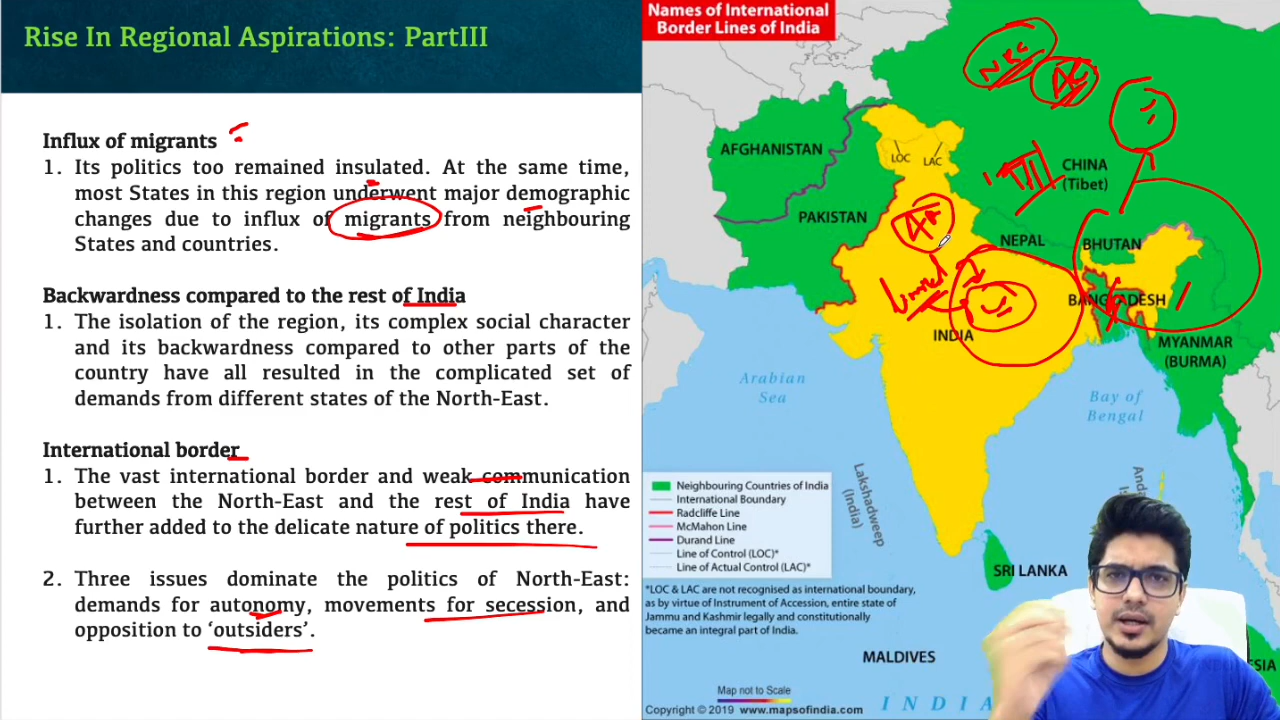 Rise In Regional Aspirations: PartIII
Influx of migrants
1. Its politics too remained insulated. At the same time,
most States in this region underwent major demographic
changes due to influx of migrants from neighbouring
States and countries.
Backwardness compared to the rest of India
1. The isolation of the region, its complex social character
and its backwardness compared to other parts of the
country have all resulted in the complicated set of
demands from different states of the North-East.
International border
1. The vast international border and weak communication
between the North-East and the rest of India have
further added to the delicate nature of politics there.
2. Three issues dominate the politics of North-East:
demands for autonomy, movements for secession, and
opposition to ‘outsiders’.
Names of International
Border Lines of India
NRC
AFGHANISTAN
LOC
LAC
CHINA
(Tibet)
PAKISTAN
NEPAL
BHUTAN
limited
BANGLADESH
INDIA
MYANMAR
(BURMA)
Arabian
Sea
Bay of
Bengal
Lakshadweep
(India)
Neighbouring Countries of India
International Boundary
Radcliffe Line
McMahon Line
Durand Line
Line of Control (LOC)*
Line of Actual Control (LAC)*
SRI LANKA
*LOC & LAC are not recognised as international boundary,
as by virtue of Instrument of Accession, entire state of
Jammu and Kashmir legally and constitutionally
became an integral part of India.
MALDIVES
Map not to Scale
Copyright © 2019 www.mapsofindia.com